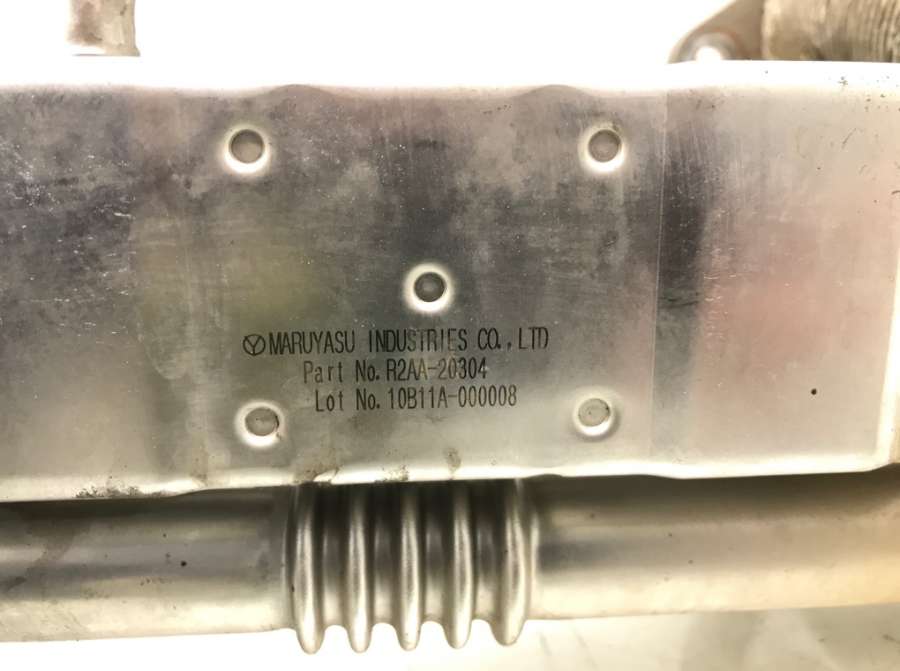 MARUYASU INDUSTRIES CO., LTD
Part No. R2AA-20304
Lot No. 10B11A-000008